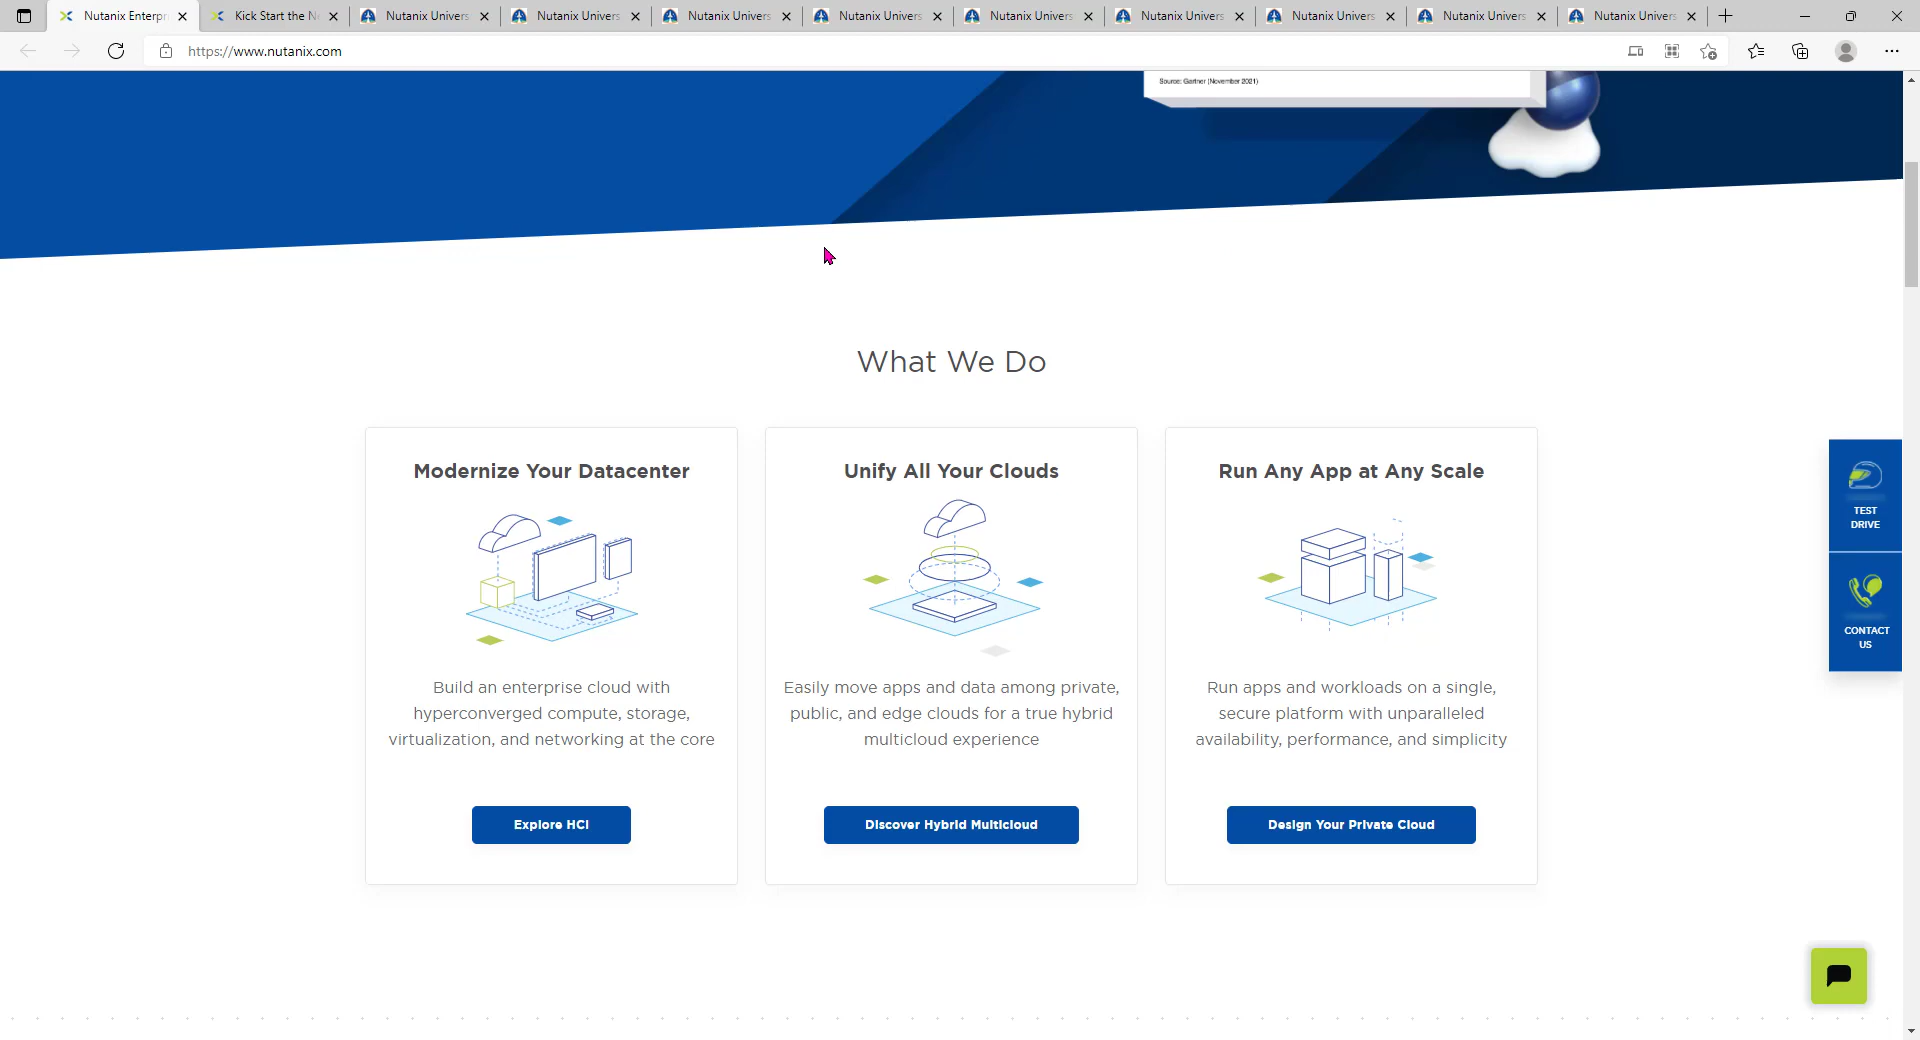 Nutanix Enterpr
Kick Start the N
Nutanix Univers
Nutanix Univers
Nutanix Univers
Nutanix Univers
Nutanix Univers
Nutanix Univers
Nutanix Univers
Nutanix Univers
Nutanix Univers
https://www.nutanix.com
Source: Gartner (November 2021)
What We Do
Modernize Your Datacenter
Build an enterprise cloud with
hyperconverged compute, storage,
virtualization, and networking at the core
Explore HCI
Unify All Your Clouds
Easily move apps and data among private,
public, and edge clouds for a true hybrid
multicloud experience
Discover Hybrid Multicloud
Run Any App at Any Scale
Run apps and workloads on a single,
secure platform with unparalleled
availability, performance, and simplicity
Design Your Private Cloud
TEST
DRIVE
CONTACT
US